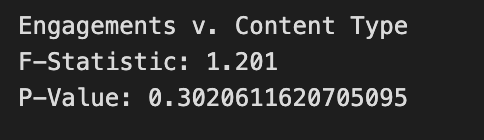 Engagements v. Content Type
F-Statistic: 1.201
P-Value: 0.3020611620705095